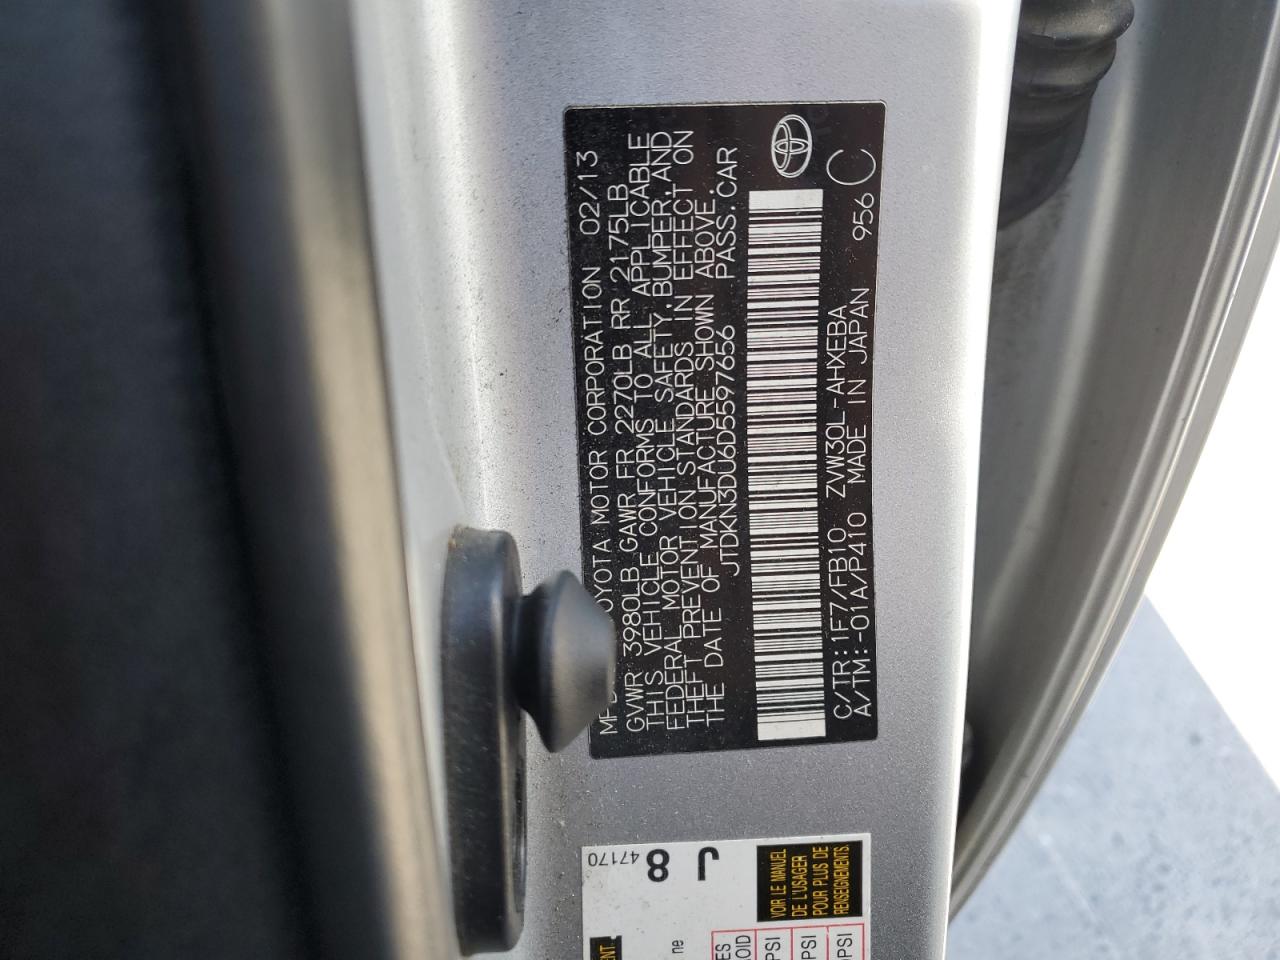 TOYOTA MOTOR CORPORATION 02/13
GVWR 3980LB GAWR FR 2270LB RR 2175LB
THIS VEHICLE CONFORMS TO ALL APPLICABLE
FEDERAL MOTOR VEHICLE SAFETY, BUMPER, AND
THEFT PREVENTION STANDARDS IN EFFECT ON
THE DATE OF MANUFACTURE SHOWN ABOVE.
JTDKN3DU6D5597656 PASS.CAR
C/TR:1F7/FB10 ZVW30L-AHXEBA
A/TM:-01A/P410 MADE IN JAPAN 956 C
47170
J 8
VOIR LE MANUEL
DE L'USAGER
POUR PLUS DE
RENSEIGNEMENTS.
PSI
PSI
PSI